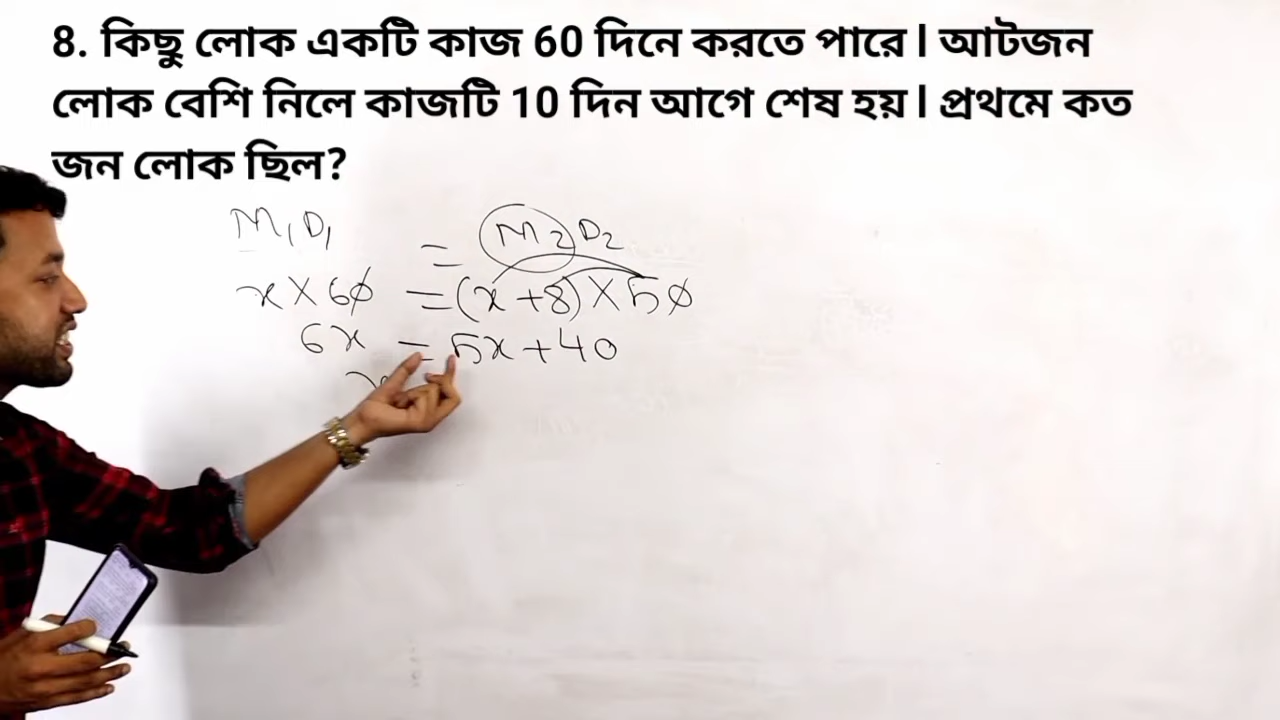 8. কিছু লোক একটি কাজ 60 দিনে করতে পারে। আটজন
লোক বেশি নিলে কাজটি 10 দিন আগে শেষ হয়। প্রথমে কত
জন লোক ছিল?
M₁D₁ = M₂D₂
x × 60 = (x + 8) × 50
6x = 5x + 40
x